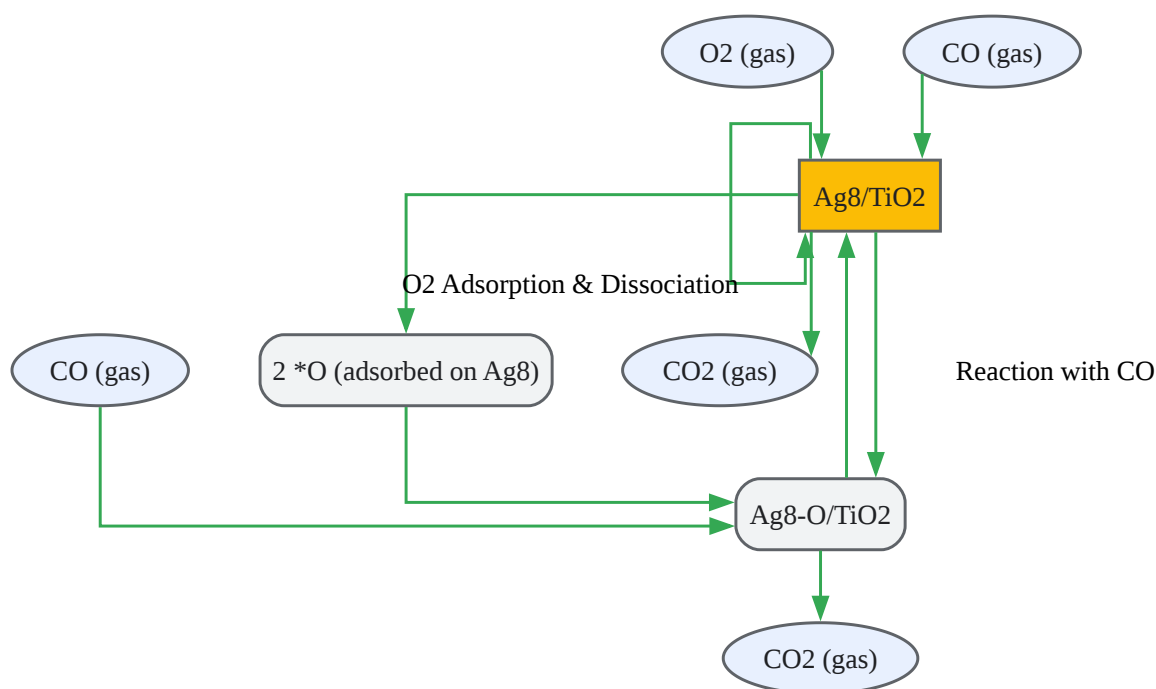 O2 (gas)
CO (gas)
Ag8/TiO2
O2 Adsorption & Dissociation
CO (gas)
2 *O (adsorbed on Ag8)
CO2 (gas)
Reaction with CO
Ag8-O/TiO2
CO2 (gas)